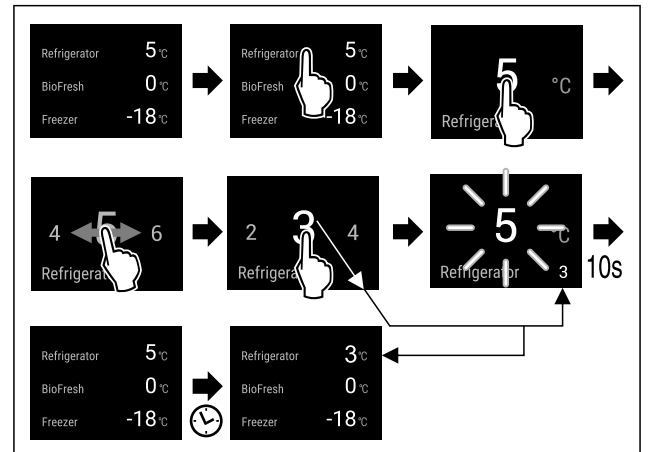 Refrigerator 5 °C
BioFresh 0 °C
Freezer -18 °C
Refrigerator 5 °C
BioFresh 0 °C
Freezer -18 °C
5 °C
Refriger
4 5 6
Refrigerat
2 3 4
Refrigera
5 °C
Refrigerator 3
10s
Refrigerator 5 °C
BioFresh 0 °C
Freezer -18 °C
Refrigerator 3 °C
BioFresh 0 °C
Freezer -18 °C